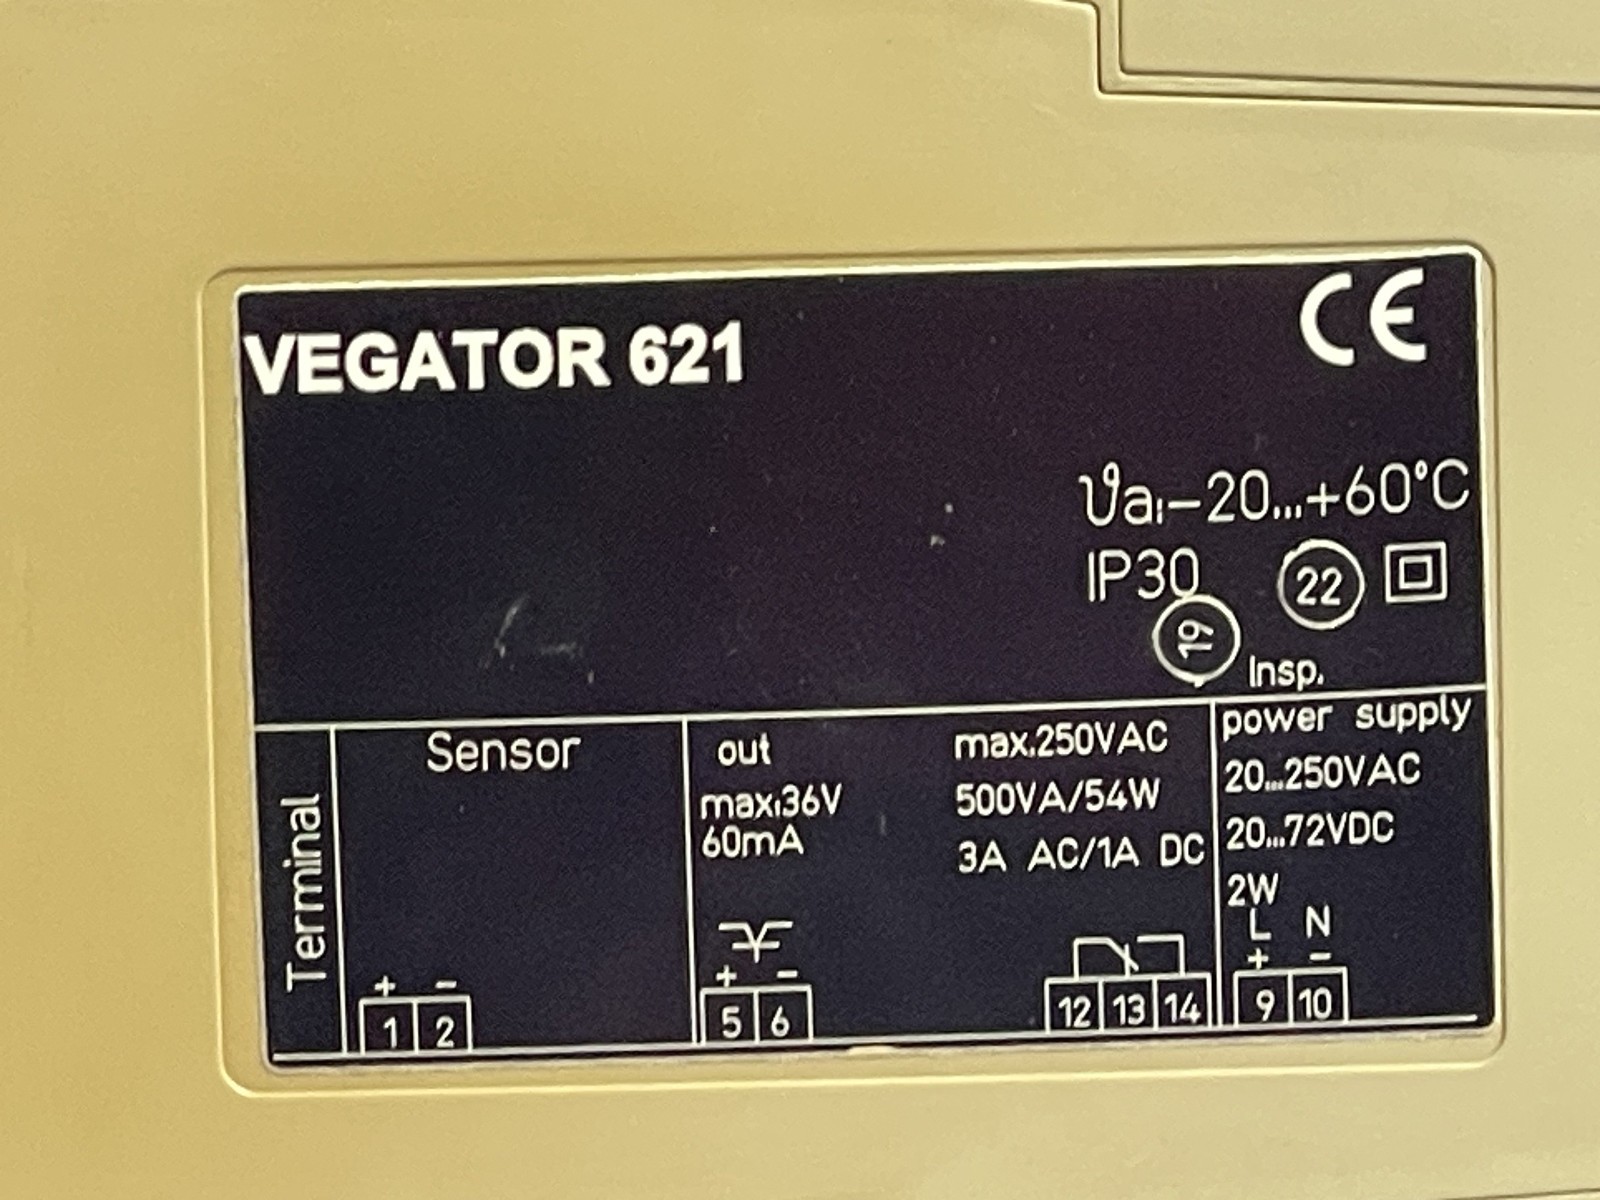 VEGATOR 621
CE
ϑa:-20...+60°C
IP30 22
19
Insp.
Terminal
Sensor
+ -
1 2
out
max.36V
60mA
+ -
5 6
max.250VAC
500VA/54W
3A AC/1A DC
12 13 14
power supply
20...250VAC
20...72VDC
2W
L N
+ -
9 10